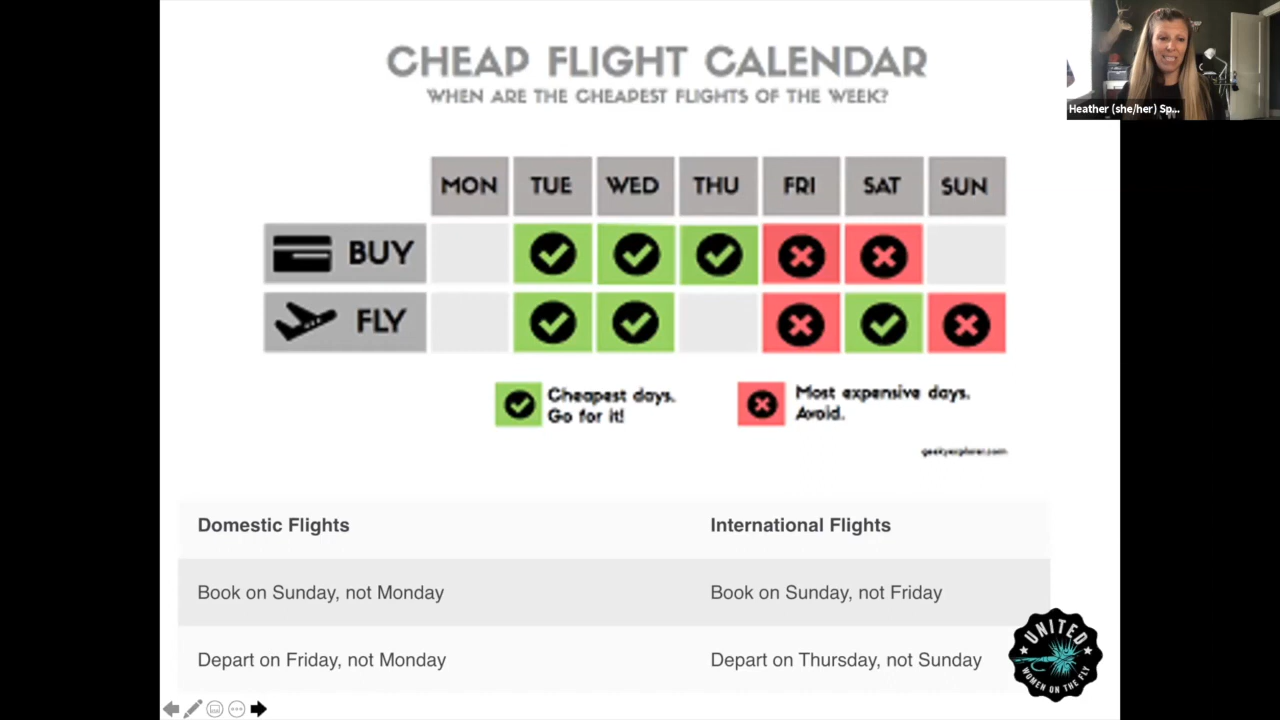 CHEAP FLIGHT CALENDAR
WHEN ARE THE CHEAPEST FLIGHTS OF THE WEEK?
Heather (she/her) Sp...
MON TUE WED THU FRI SAT SUN
BUY
FLY
Cheapest days.
Go for it!
Most expensive days.
Avoid.
geekyexplorer.com
Domestic Flights International Flights
Book on Sunday, not Monday Book on Sunday, not Friday
Depart on Friday, not Monday Depart on Thursday, not Sunday
UNITED
WOMEN ON THE FLY